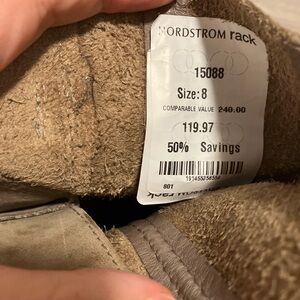 NORDSTROM rack
15088
Size: 8
COMPARABLE VALUE 240.00
119.97
50% Savings
801